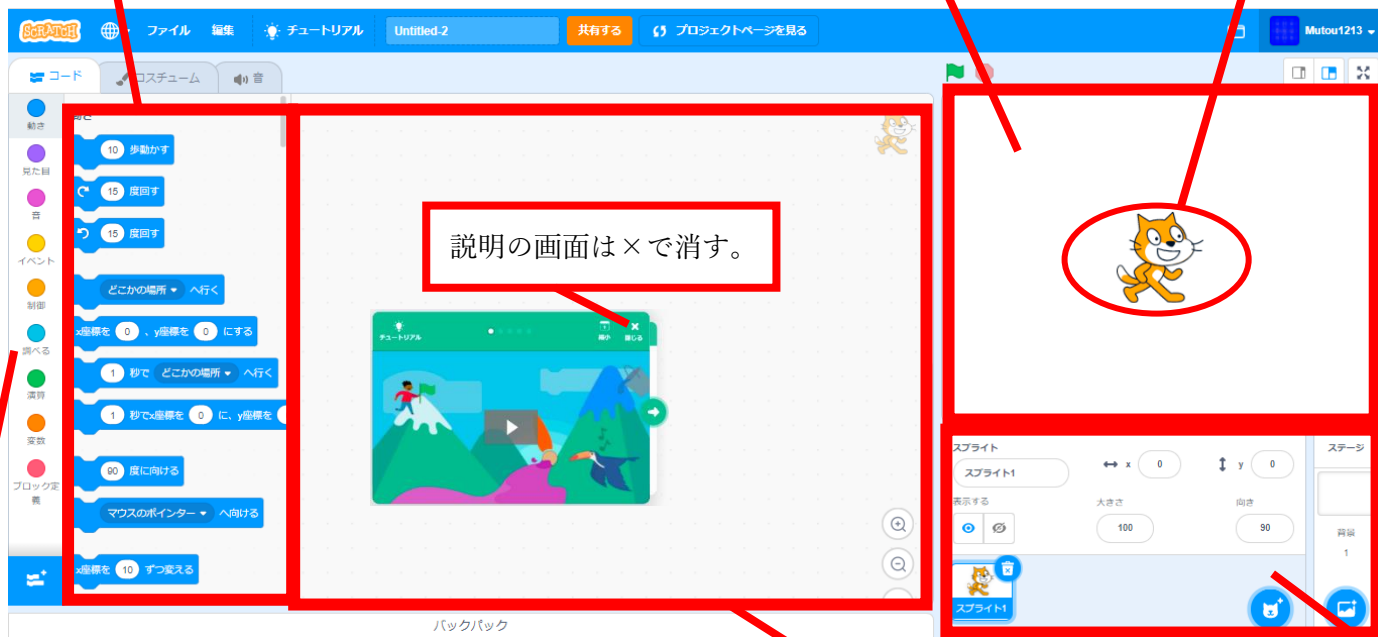 SCRATCH
ファイル 編集 チュートリアル Untitled-2 共有する プロジェクトページを見る Mutou1213
コード コスチューム 音
動き
見た目
音
イベント
制御
調べる
演算
変数
ブロック定義
動き
10 歩動かす
15 度回す
15 度回す
どこかの場所 へ行く
x座標を 0 、y座標を 0 にする
1 秒で どこかの場所 へ行く
1 秒でx座標を 0 に、y座標を
90 度に向ける
マウスのポインター へ向ける
x座標を 10 ずつ変える
説明の画面は×で消す。
チュートリアル 縮小 閉じる
スプライト
スプライト1 x 0 y 0
表示する 大きさ 向き
100 90
スプライト1
ステージ
背景
1
バックパック